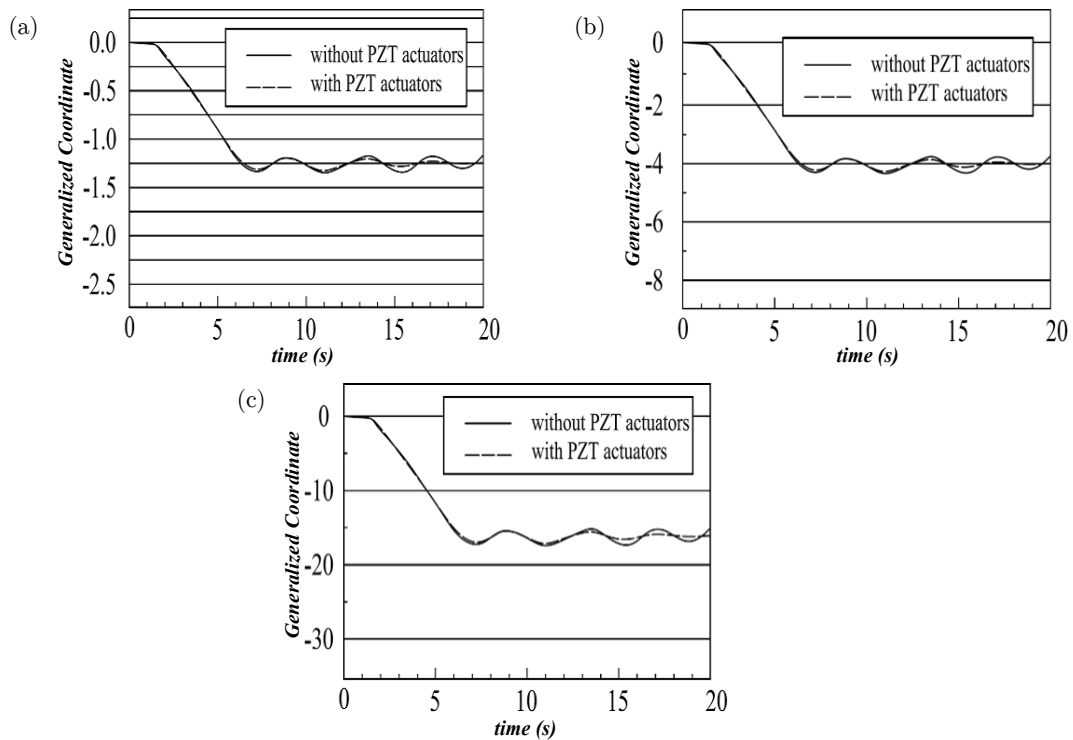 (a)
Generalized Coordinate
0.0
-0.5
-1.0
-1.5
-2.0
-2.5
without PZT actuators
with PZT actuators
0 5 10 15 20
time (s)
(b)
Generalized Coordinate
0
-2
-4
-6
-8
without PZT actuators
with PZT actuators
0 5 10 15 20
time (s)
(c)
Generalized Coordinate
0
-10
-20
-30
without PZT actuators
with PZT actuators
0 5 10 15 20
time (s)